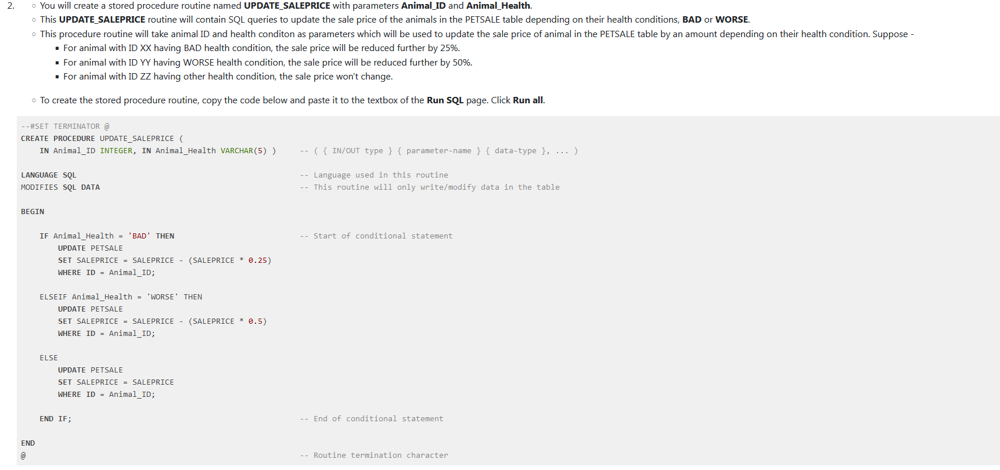 2. ○ You will create a stored procedure routine named UPDATE_SALEPRICE with parameters Animal_ID and Animal_Health.
○ This UPDATE_SALEPRICE routine will contain SQL queries to update the sale price of the animals in the PETSALE table depending on their health conditions, BAD or WORSE.
○ This procedure routine will take animal ID and health conditon as parameters which will be used to update the sale price of animal in the PETSALE table by an amount depending on their health condition. Suppose -
▪ For animal with ID XX having BAD health condition, the sale price will be reduced further by 25%.
▪ For animal with ID YY having WORSE health condition, the sale price will be reduced further by 50%.
▪ For animal with ID ZZ having other health condition, the sale price won't change.
○ To create the stored procedure routine, copy the code below and paste it to the textbox of the Run SQL page. Click Run all.
--#SET TERMINATOR @
CREATE PROCEDURE UPDATE_SALEPRICE (
    IN Animal_ID INTEGER, IN Animal_Health VARCHAR(5) )     -- ( { IN/OUT type } { parameter-name } { data-type }, ... )
LANGUAGE SQL                                                -- Language used in this routine
MODIFIES SQL DATA                                           -- This routine will only write/modify data in the table
BEGIN
    IF Animal_Health = 'BAD' THEN                           -- Start of conditional statement
        UPDATE PETSALE
        SET SALEPRICE = SALEPRICE - (SALEPRICE * 0.25)
        WHERE ID = Animal_ID;
    ELSEIF Animal_Health = 'WORSE' THEN
        UPDATE PETSALE
        SET SALEPRICE = SALEPRICE - (SALEPRICE * 0.5)
        WHERE ID = Animal_ID;
    ELSE
        UPDATE PETSALE
        SET SALEPRICE = SALEPRICE
        WHERE ID = Animal_ID;
    END IF;                                                 -- End of conditional statement
END
@                                                           -- Routine termination character